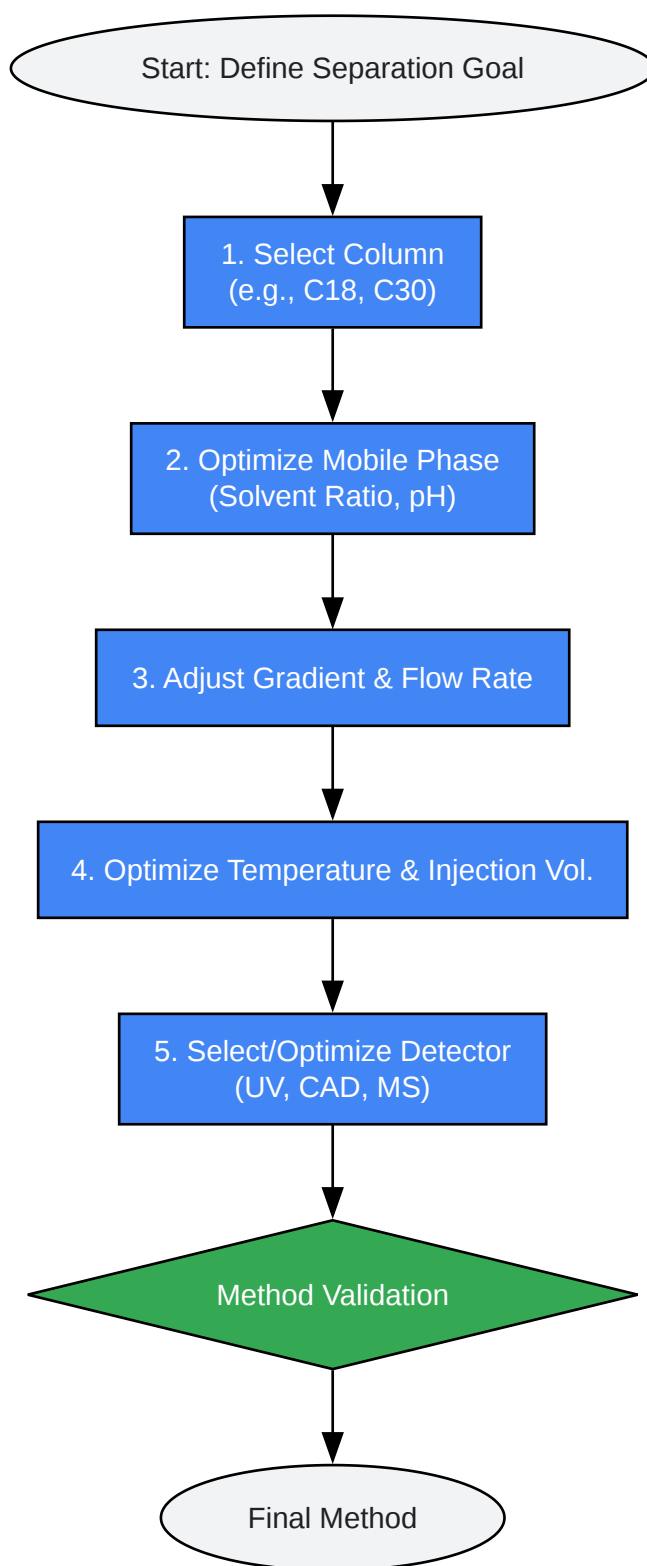 Start: Define Separation Goal
1. Select Column
(e.g., C18, C30)
2. Optimize Mobile Phase
(Solvent Ratio, pH)
3. Adjust Gradient & Flow Rate
4. Optimize Temperature & Injection Vol.
5. Select/Optimize Detector
(UV, CAD, MS)
Method Validation
Final Method